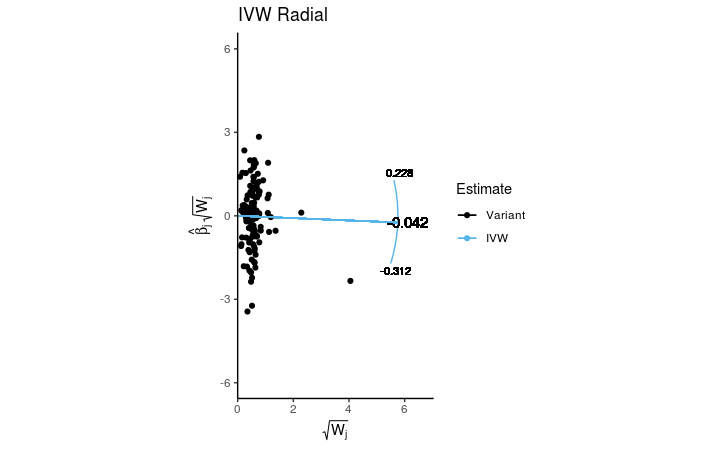 IVW Radial
6
3
0
-3
-6
β̂j√Wj
0.228
-0.042
-0.312
0
2
4
6
√Wj
Estimate
Variant
IVW